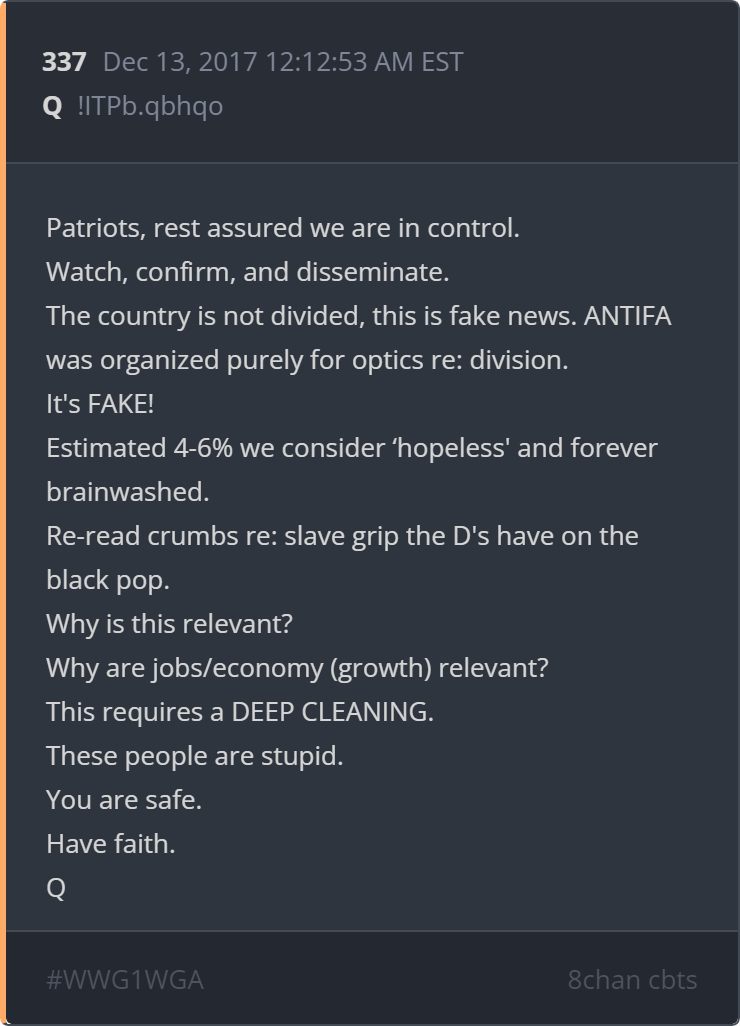 337 Dec 13, 2017 12:12:53 AM EST
Q !ITPb.qbhqo
Patriots, rest assured we are in control.
Watch, confirm, and disseminate.
The country is not divided, this is fake news. ANTIFA
was organized purely for optics re: division.
It's FAKE!
Estimated 4-6% we consider ‘hopeless' and forever
brainwashed.
Re-read crumbs re: slave grip the D's have on the
black pop.
Why is this relevant?
Why are jobs/economy (growth) relevant?
This requires a DEEP CLEANING.
These people are stupid.
You are safe.
Have faith.
Q
#WWG1WGA 8chan cbts